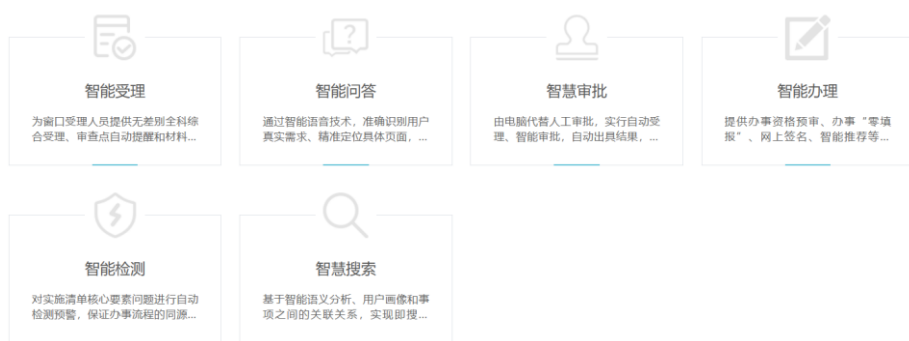 智能受理
为窗口受理人员提供无差别全科综
合受理、审查点自动提醒和材料...
智能问答
通过智能语音技术，准确识别用户
真实需求、精准定位具体页面，...
智慧审批
由电脑代替人工审批，实行自动受
理、智能审批，自动出具结果，...
智能办理
提供办事资格预审、办事“零填
报”、网上签名、智能推荐等...
智能检测
对实施清单核心要素问题进行自动
检测预警，保证办事流程的同源...
智慧搜索
基于智能语义分析、用户画像和事
项之间的关联关系，实现即搜...